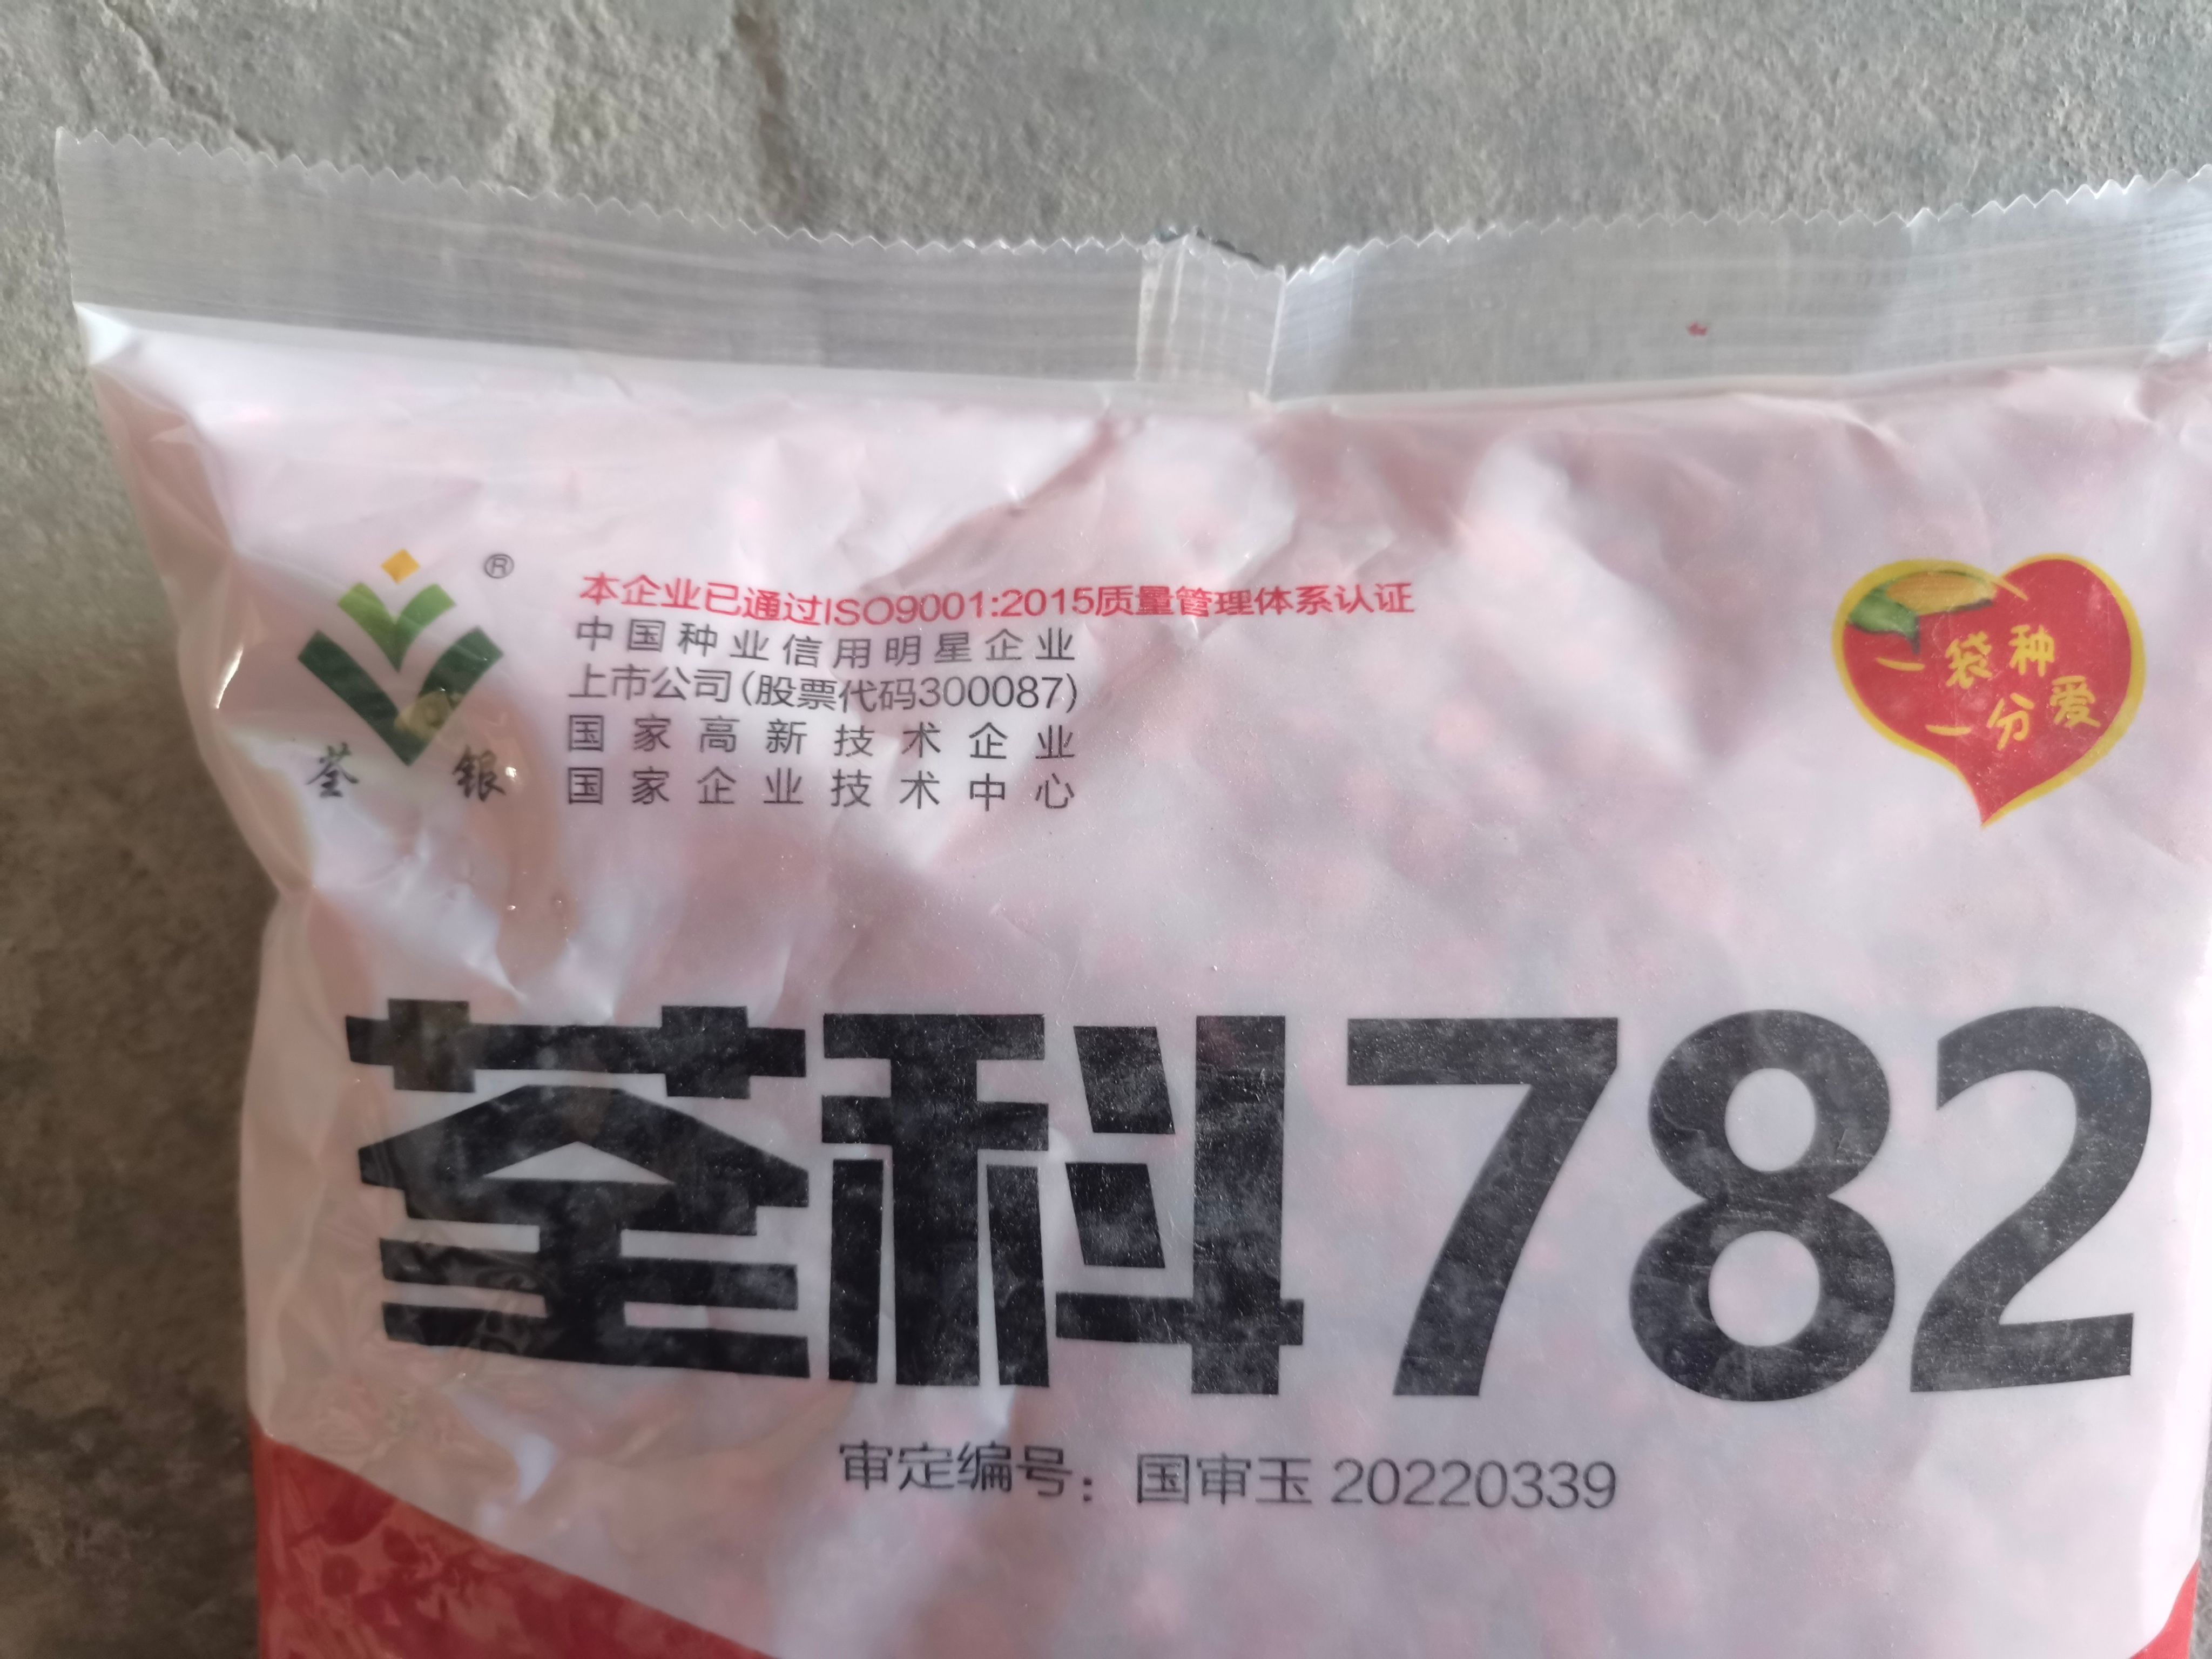 ®
荃 银
本企业已通过ISO9001:2015质量管理体系认证
中国种业信用明星企业
上市公司(股票代码300087)
国家高新技术企业
国家企业技术中心
一袋种
一分爱
荃科782
审定编号：国审玉 20220339